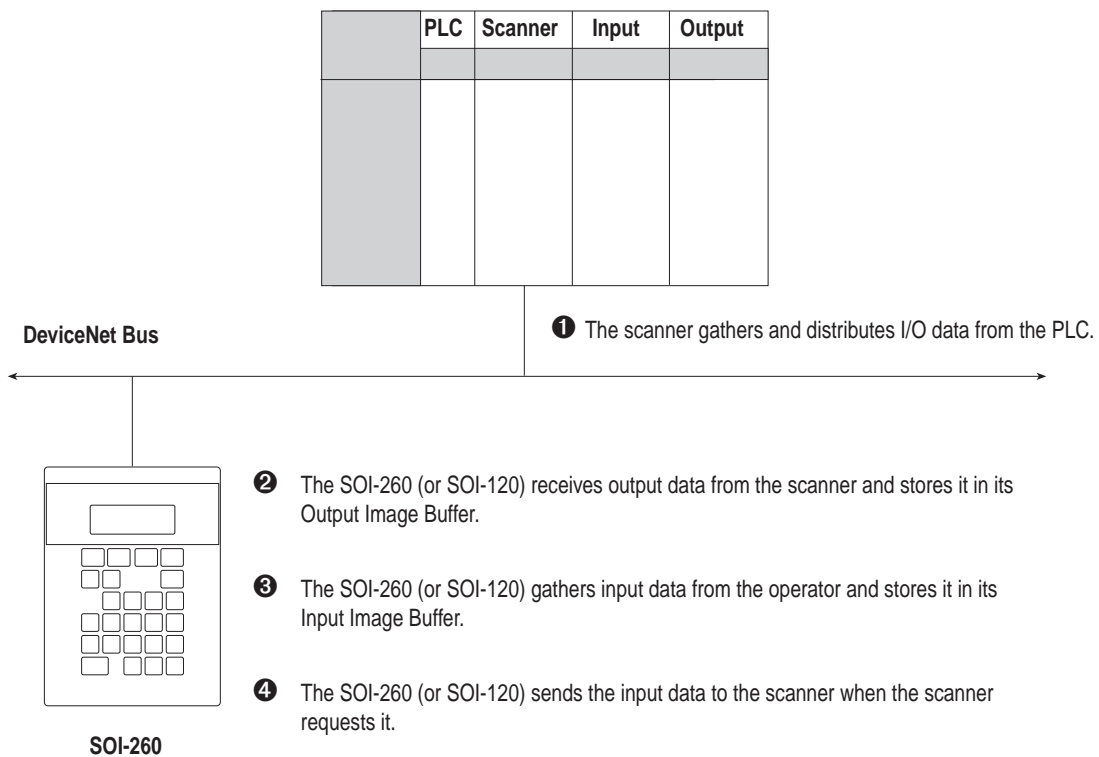 PLC Scanner Input Output
DeviceNet Bus
❶ The scanner gathers and distributes I/O data from the PLC.
❷ The SOI-260 (or SOI-120) receives output data from the scanner and stores it in its
Output Image Buffer.
❸ The SOI-260 (or SOI-120) gathers input data from the operator and stores it in its
Input Image Buffer.
❹ The SOI-260 (or SOI-120) sends the input data to the scanner when the scanner
requests it.
SOI-260